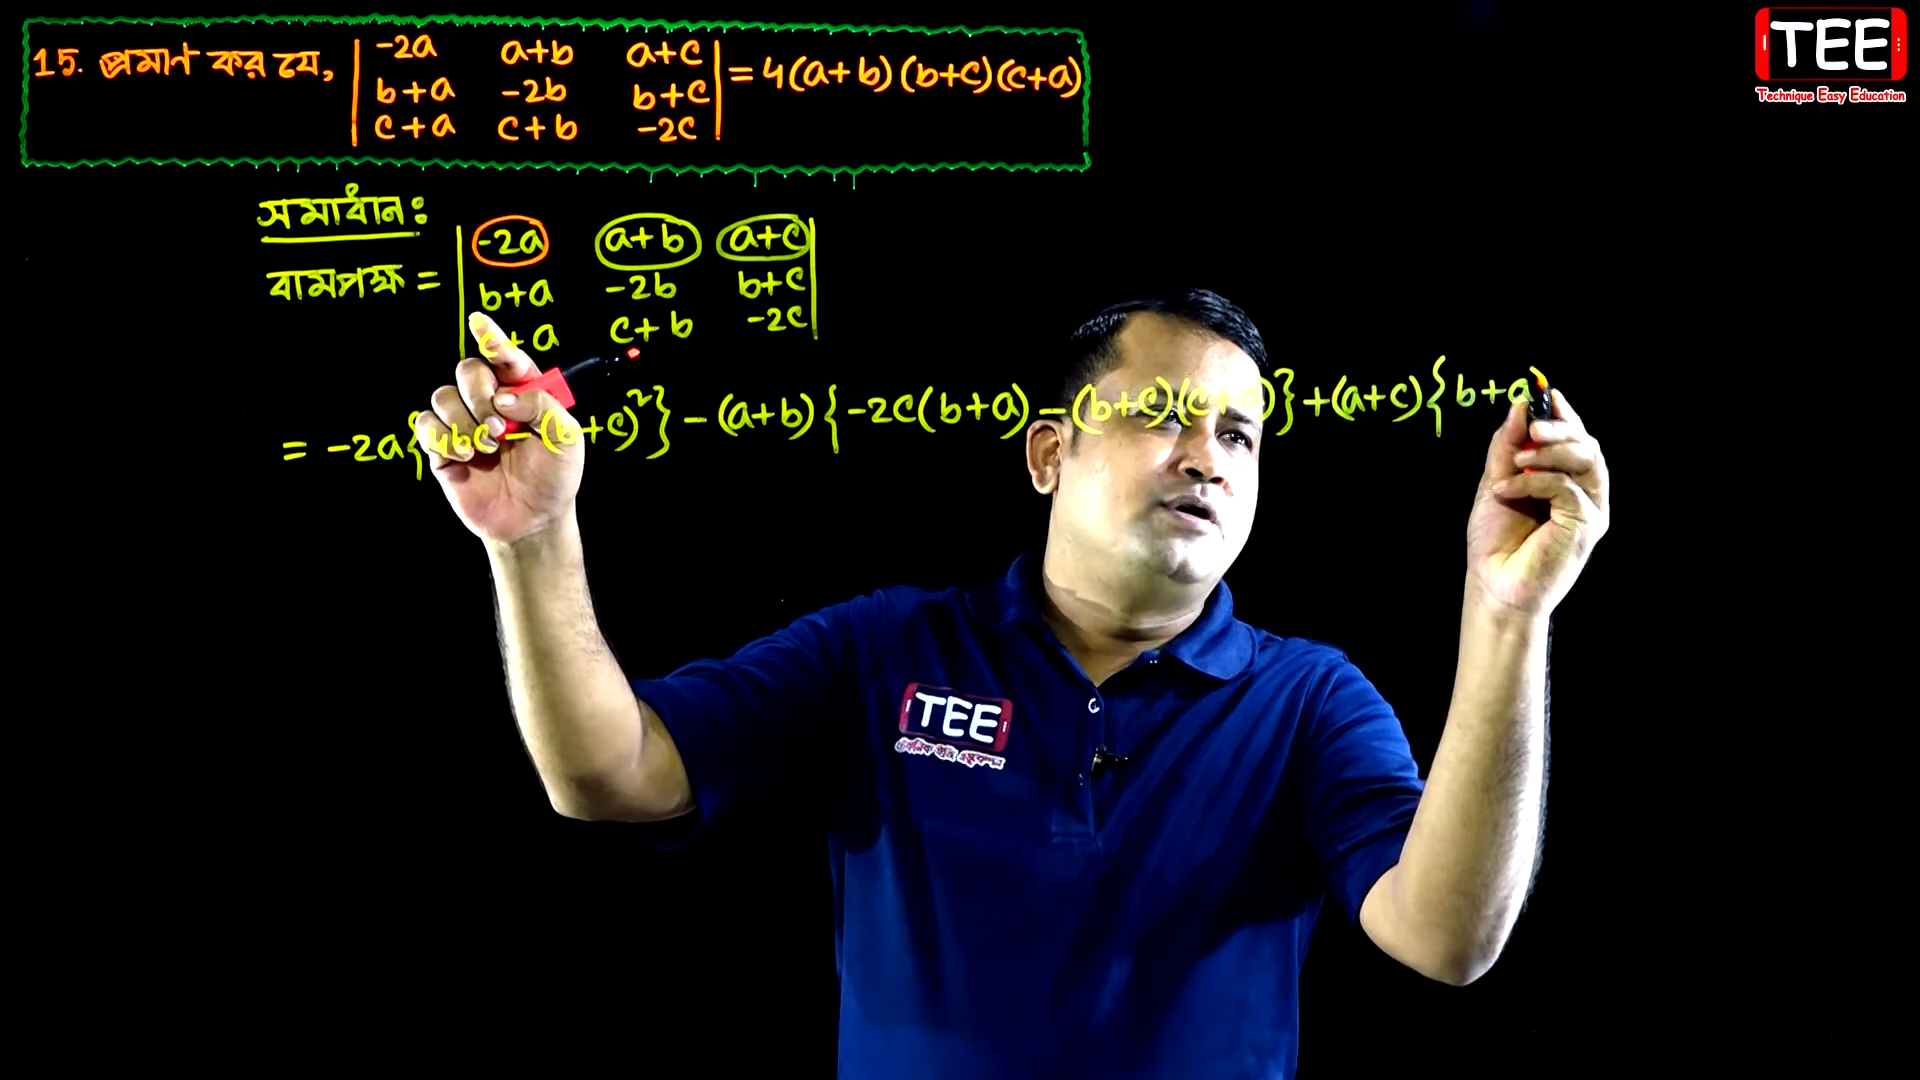 15. প্রমাণ কর যে, | -2a a+b a+c | = 4(a+b)(b+c)(c+a)
b+a -2b b+c
c+a c+b -2c
TEE
Technique Easy Education
সমাধান:
বামপক্ষ = | -2a a+b a+c |
b+a -2b b+c
c+a c+b -2c
= -2a{4bc-(b+c)²} - (a+b){-2c(b+a)-(b+c)(c+a)}+(a+c){b+a
TEE